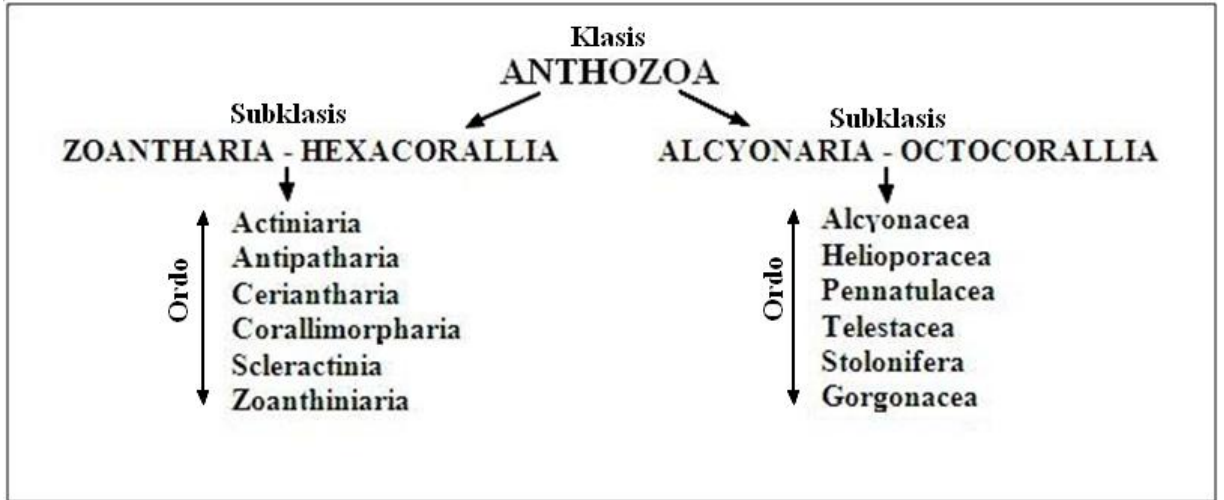 Klasis
ANTHOZOA
Subklasis
ZOANTHARIA - HEXACORALLIA
Ordo
Actiniaria
Antipatharia
Ceriantharia
Corallimorpharia
Scleractinia
Zoanthiniaria
Subklasis
ALCYONARIA - OCTOCORALLIA
Ordo
Alcyonacea
Helioporacea
Pennatulacea
Telestacea
Stolonifera
Gorgonacea